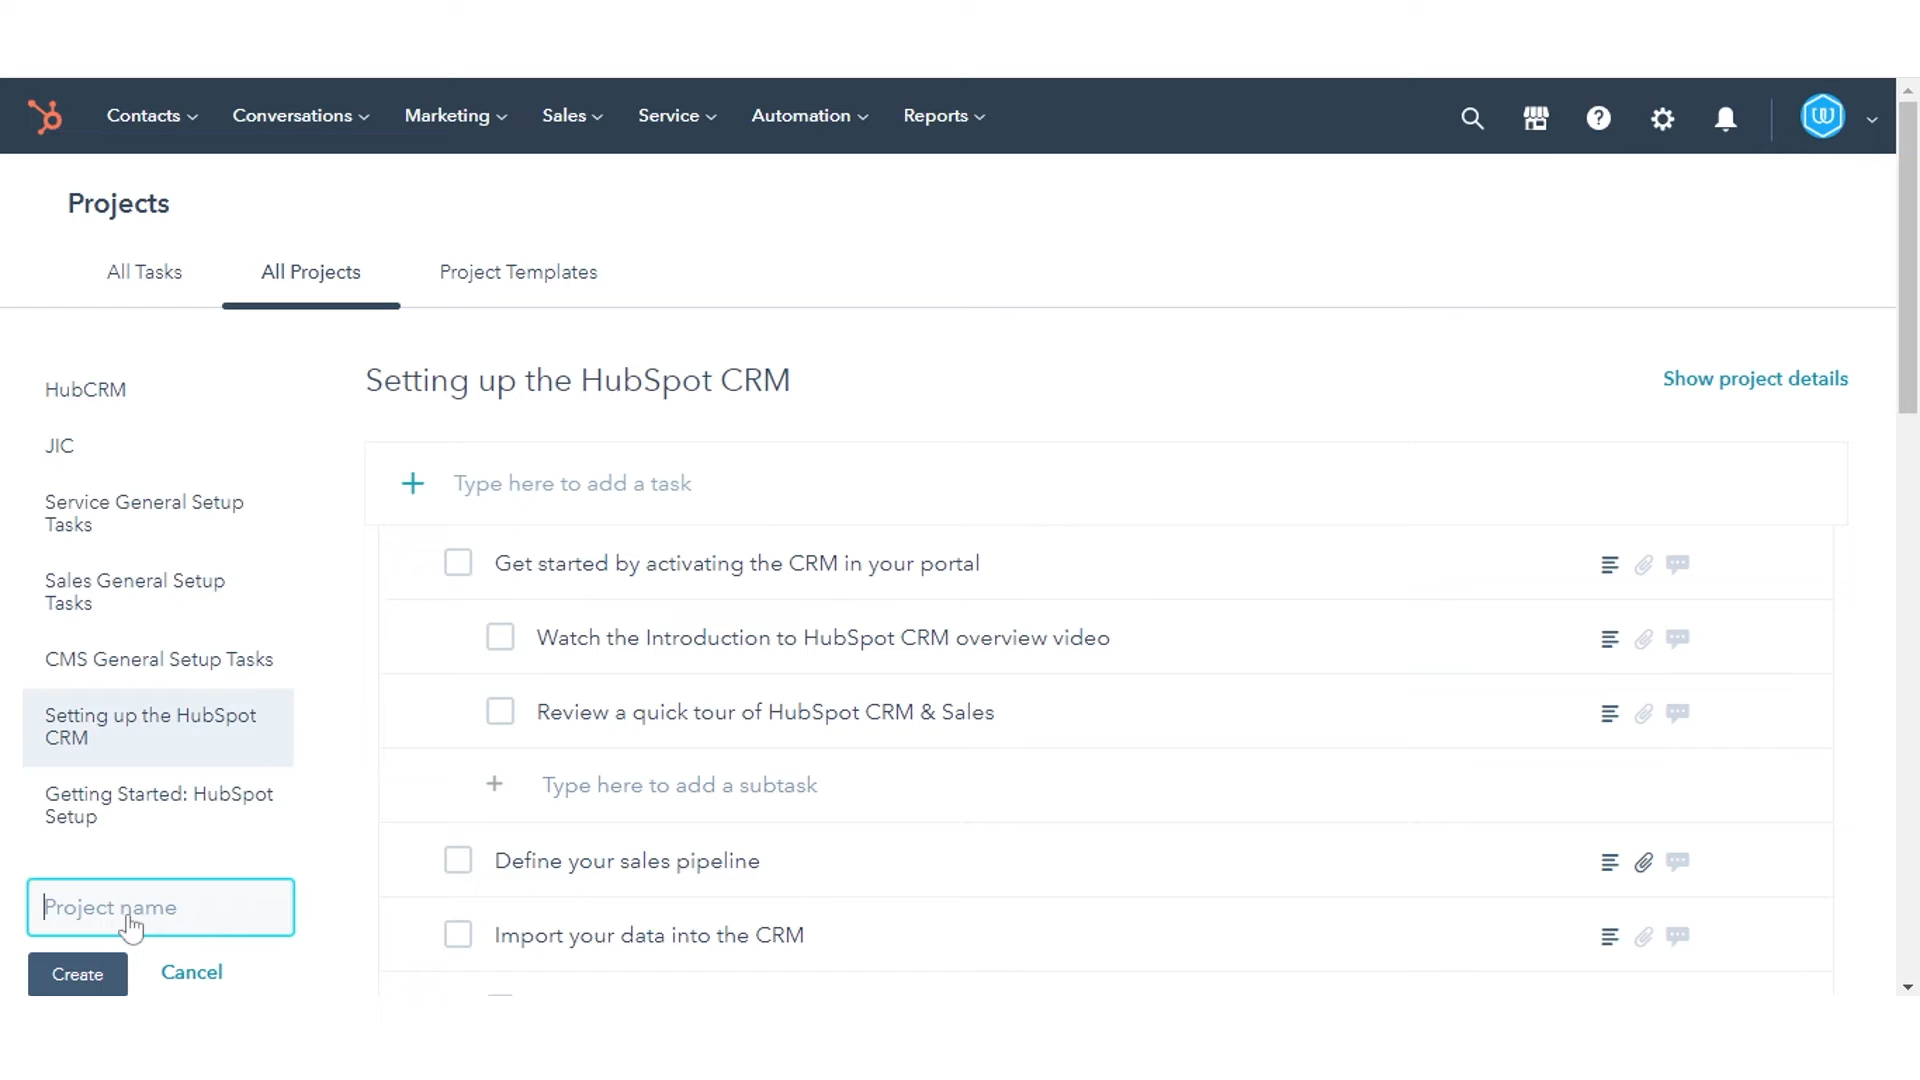 Contacts
Conversations
Marketing
Sales
Service
Automation
Reports
Projects
All Tasks
All Projects
Project Templates
HubCRM
JIC
Service General Setup
Tasks
Sales General Setup
Tasks
CMS General Setup Tasks
Setting up the HubSpot
CRM
Getting Started: HubSpot
Setup
Project name
Create
Cancel
Setting up the HubSpot CRM
Show project details
Type here to add a task
Get started by activating the CRM in your portal
Watch the Introduction to HubSpot CRM overview video
Review a quick tour of HubSpot CRM & Sales
Type here to add a subtask
Define your sales pipeline
Import your data into the CRM